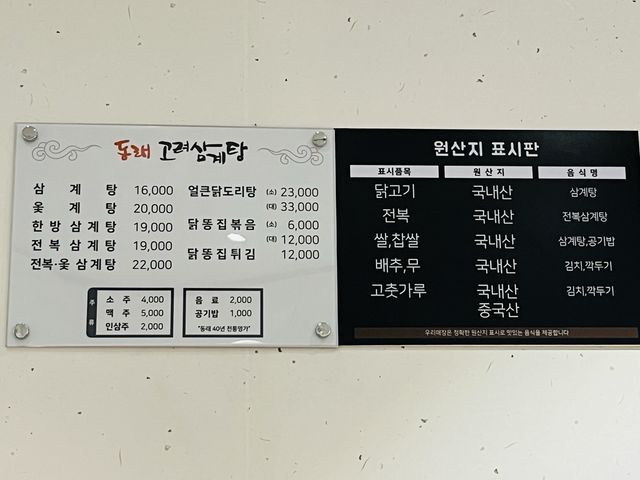 동래 고려삼계탕
삼 계 탕 16,000
옻 계 탕 20,000
한 방 삼 계 탕 19,000
전 복 삼 계 탕 19,000
전복·옻 삼계탕 22,000
얼큰닭도리탕 (소) 23,000
(대) 33,000
닭똥집볶음 (소) 6,000
(대) 12,000
닭똥집튀김 12,000
주류
소 주 4,000
맥 주 5,000
인삼주 2,000
음 료 2,000
공기밥 1,000
"동래 40년 전통명가"
원산지 표시판
표시품목 원 산 지 음 식 명
닭고기 국내산 삼계탕
전복 국내산 전복삼계탕
쌀,찹쌀 국내산 삼계탕,공기밥
배추,무 국내산 김치,깍두기
고춧가루 국내산 김치,깍두기
중국산
우리매장은 정확한 원산지 표시로 맛있는 음식을 제공합니다